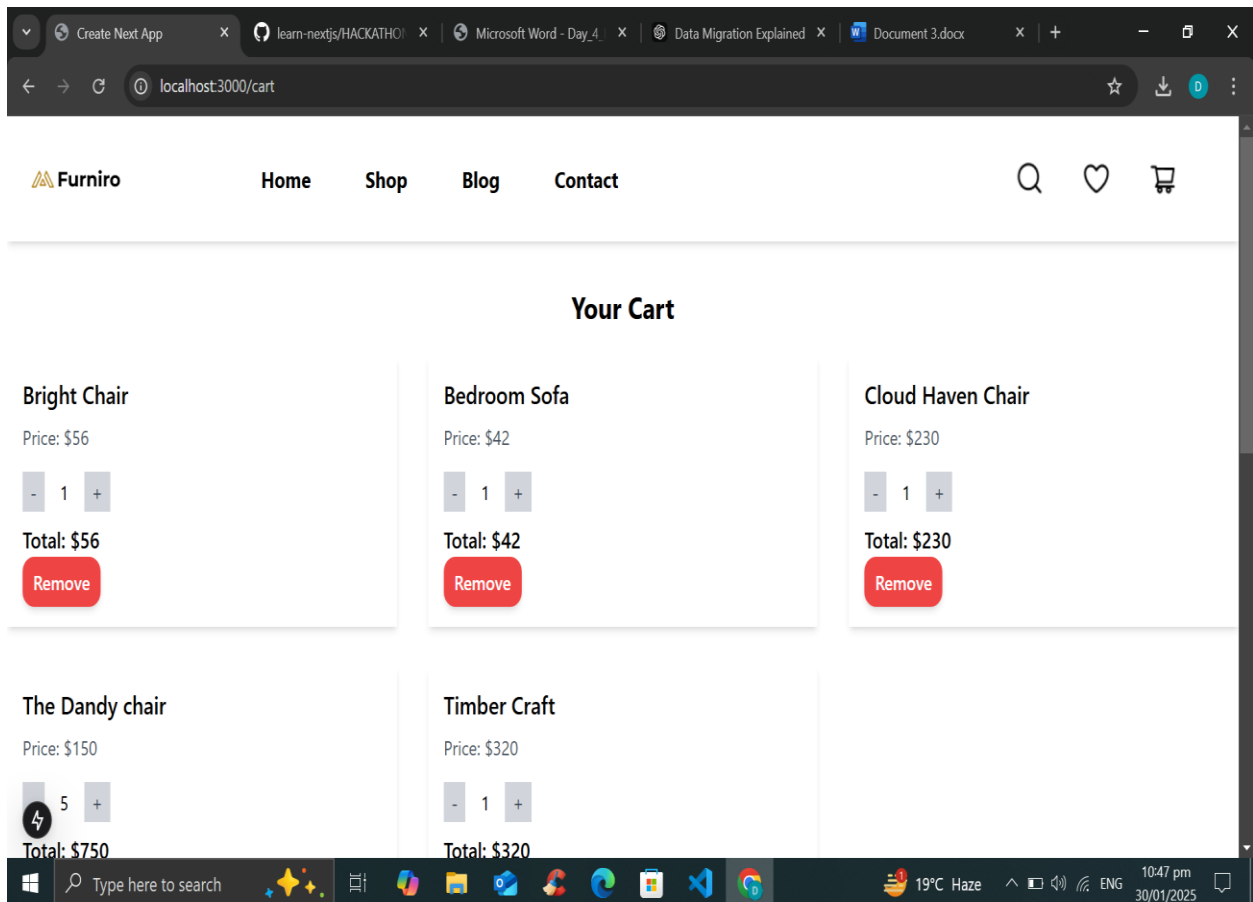 Create Next App
learn-nextjs/HACKATHO
Microsoft Word - Day_4_
Data Migration Explained
Document 3.docx
localhost:3000/cart
D
Furniro
Home Shop Blog Contact
Your Cart
Bright Chair
Price: $56
- 1 +
Total: $56
Remove
Bedroom Sofa
Price: $42
- 1 +
Total: $42
Remove
Cloud Haven Chair
Price: $230
- 1 +
Total: $230
Remove
The Dandy chair
Price: $150
5 +
Total: $750
Timber Craft
Price: $320
- 1 +
Total: $320
Type here to search
1
19°C Haze
ENG
10:47 pm
30/01/2025